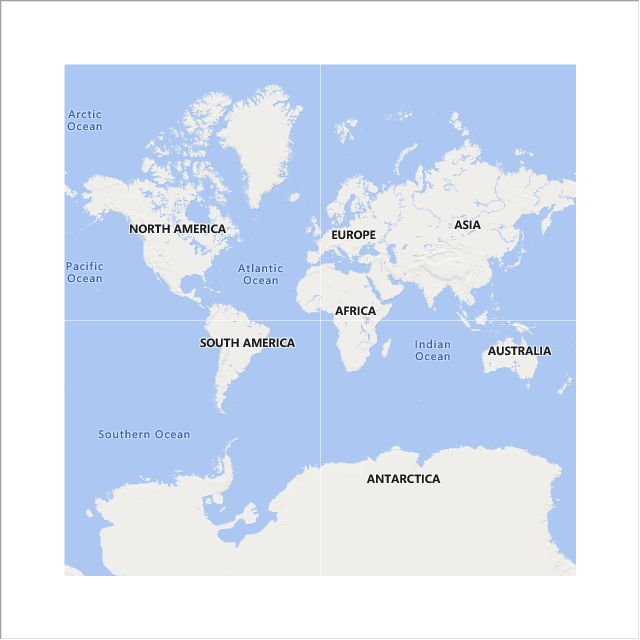 Arctic
Ocean
NORTH AMERICA
EUROPE
ASIA
Pacific
Ocean
Atlantic
Ocean
AFRICA
SOUTH AMERICA
Indian
Ocean
AUSTRALIA
Southern Ocean
ANTARCTICA